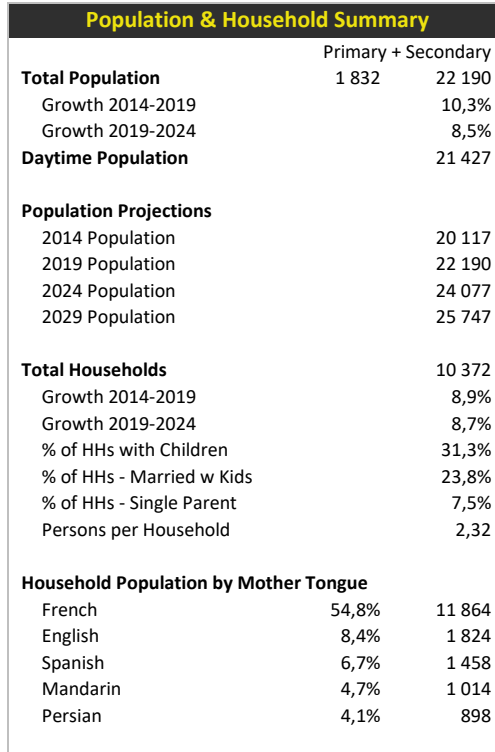 Population & Household Summary
Primary + Secondary
Total Population 1 832 22 190
Growth 2014-2019 10,3%
Growth 2019-2024 8,5%
Daytime Population 21 427
Population Projections
2014 Population 20 117
2019 Population 22 190
2024 Population 24 077
2029 Population 25 747
Total Households 10 372
Growth 2014-2019 8,9%
Growth 2019-2024 8,7%
% of HHs with Children 31,3%
% of HHs - Married w Kids 23,8%
% of HHs - Single Parent 7,5%
Persons per Household 2,32
Household Population by Mother Tongue
French 54,8% 11 864
English 8,4% 1 824
Spanish 6,7% 1 458
Mandarin 4,7% 1 014
Persian 4,1% 898